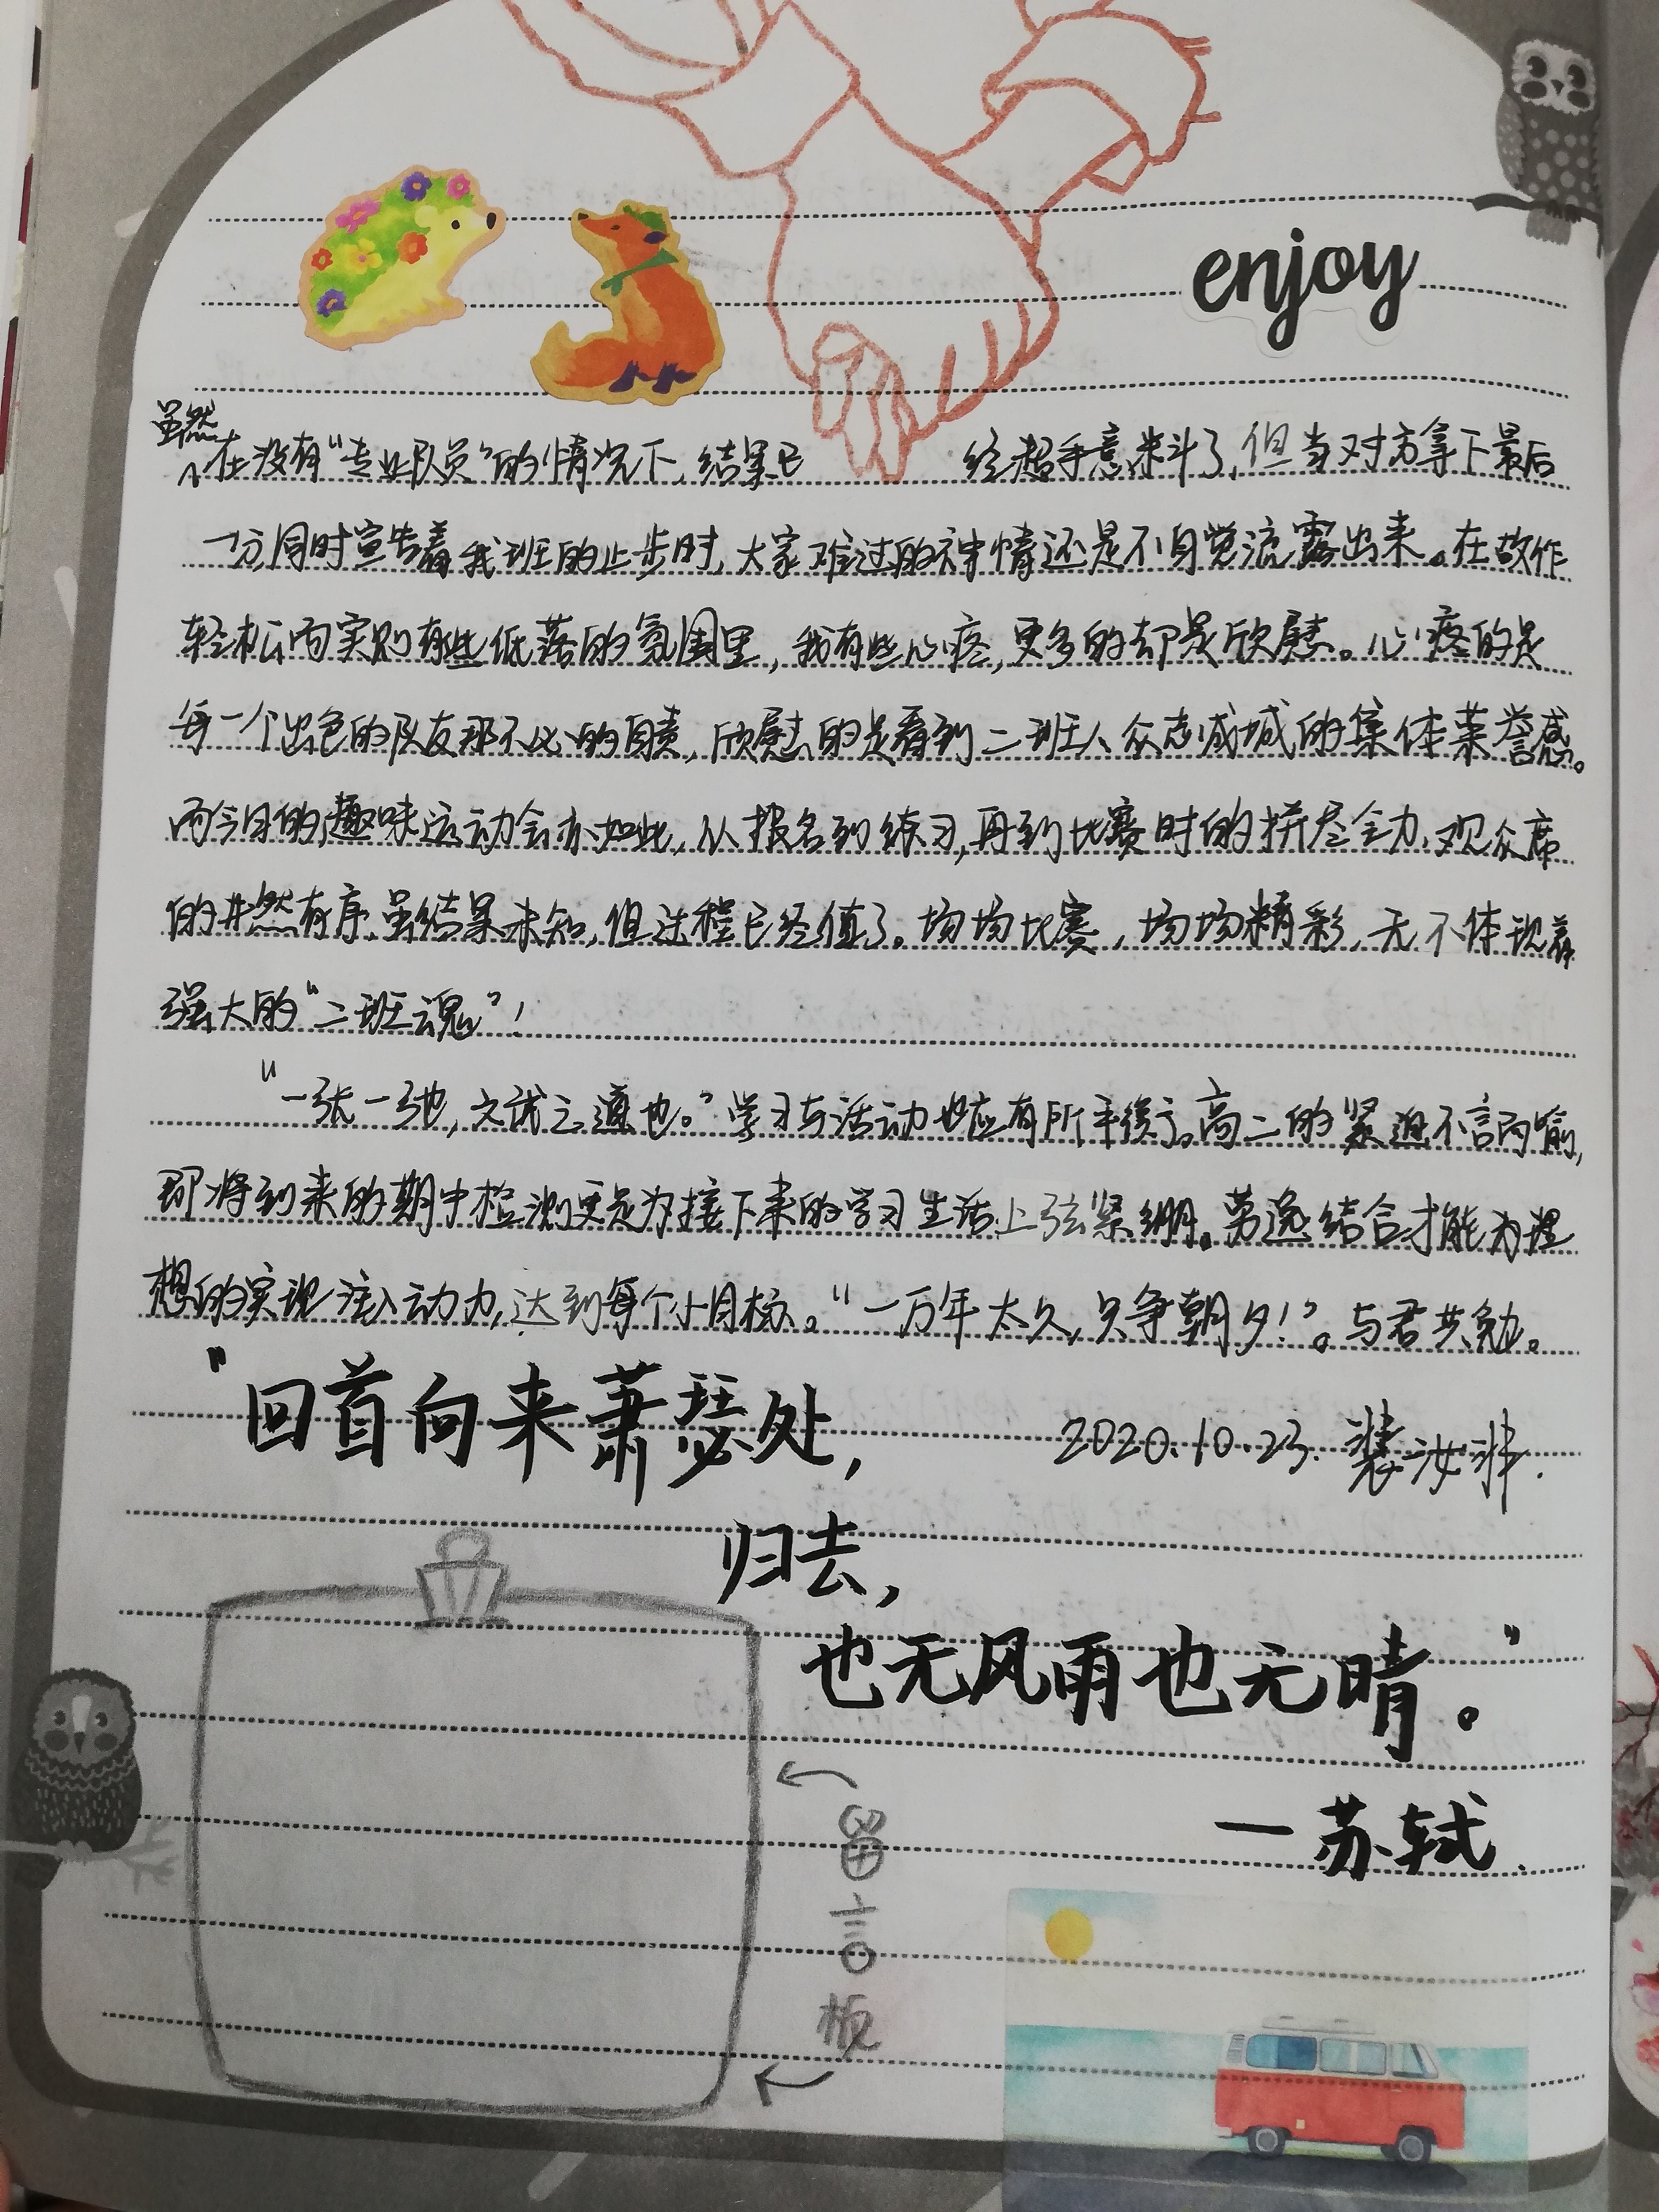 enjoy
虽然
在没有“专业队员”的情况下,结果已经超乎意料了,但当对方拿下最后
一分,同时宣告着我班的止步时,大家难过的神情还是不自觉流露出来。在故作
轻松而实则有些低落的氛围里,我有些心疼,更多的却是欣慰。心疼的是
每一个出色的队友那不必的自责,欣慰的是看到二班人众志成城的集体荣誉感。
而今日的趣味运动会亦如此,从报名到练习,再到比赛时的拼尽全力,观众席
的井然有序,虽结果未知,但过程已经值了。场场比赛,场场精彩,无不体现着
强大的“二班魂”!
“一张一弛,文武之道也。”学习与活动也应有所平衡,高二的紧迫不言而喻,
即将到来的期中检测更是为接下来的学习生活上弦紧绷。劳逸结合才能为理
想的实现注入动力,达到每个小目标。“一万年太久,只争朝夕!”。与君共勉。
“回首向来萧瑟处,
2020.10.23.
归去,
也无风雨也无晴。”
—苏轼.
留言板